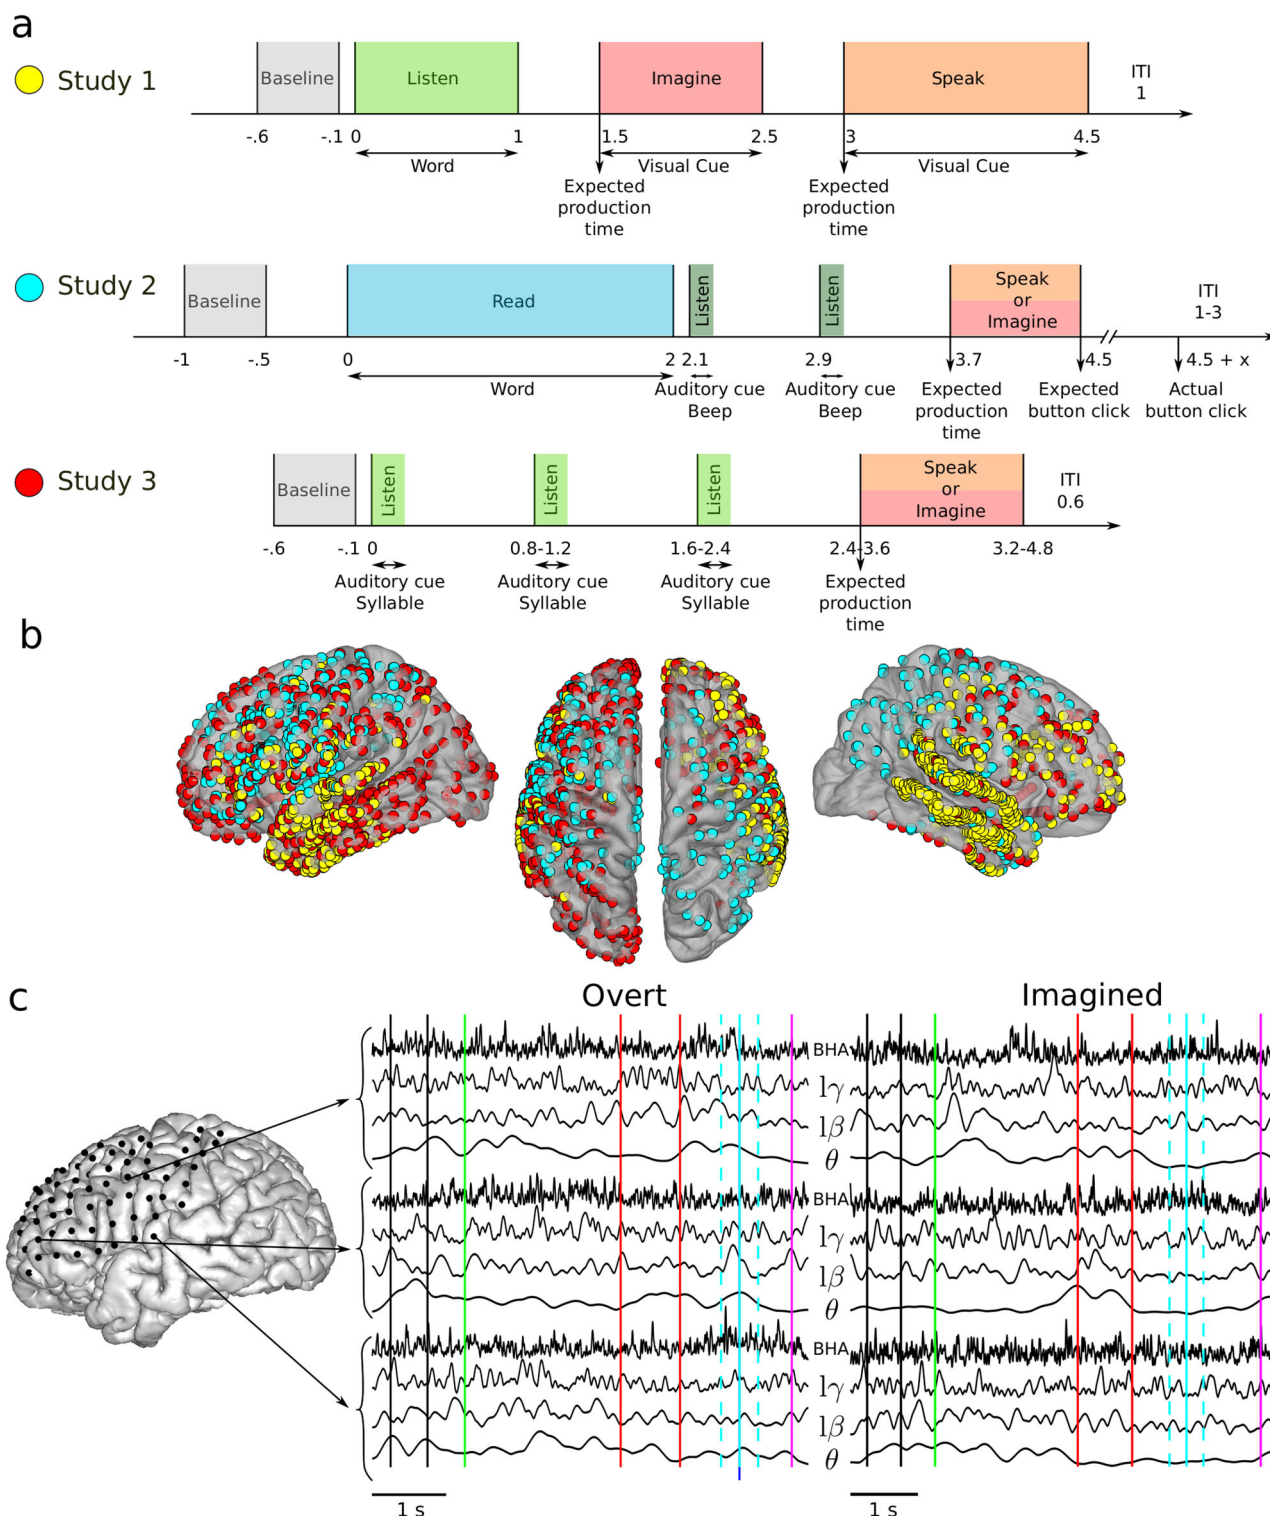 a
Study 1
Baseline
Listen
Imagine
Speak
ITI
1
-.6
-.1
0
1
1.5
2.5
3
4.5
Word
Visual Cue
Visual Cue
Expected
production
time
Expected
production
time
Study 2
Baseline
Read
Listen
Listen
Speak
or
Imagine
ITI
1-3
-1
-.5
0
2
2.1
2.9
3.7
4.5
4.5 + x
Word
Auditory cue
Beep
Auditory cue
Beep
Expected
production
time
Expected
button click
Actual
button click
Study 3
Baseline
Listen
Listen
Listen
Speak
or
Imagine
ITI
0.6
-.6
-.1
0
0.8-1.2
1.6-2.4
2.4-3.6
3.2-4.8
Auditory cue
Syllable
Auditory cue
Syllable
Auditory cue
Syllable
Expected
production
time
b
c
Overt
Imagined
BHA
lγ
lβ
θ
BHA
lγ
lβ
θ
BHA
lγ
lβ
θ
1 s
1 s